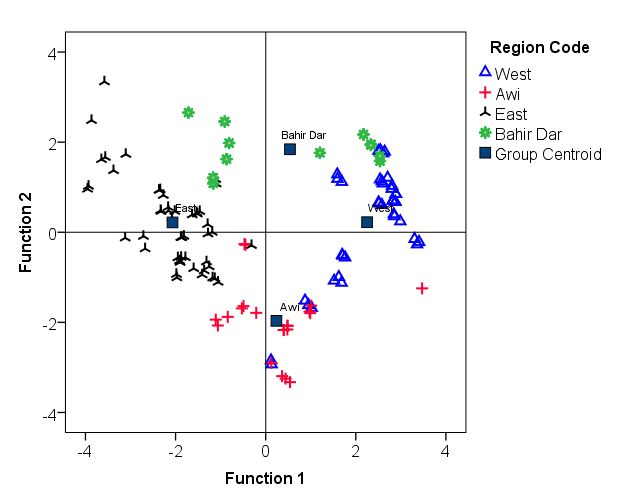 Region Code
West
Awi
East
Bahir Dar
Group Centroid
4
2
0
-2
-4
Function 2
Bahir Dar
East
West
Awi
-4
-2
0
2
4
Function 1